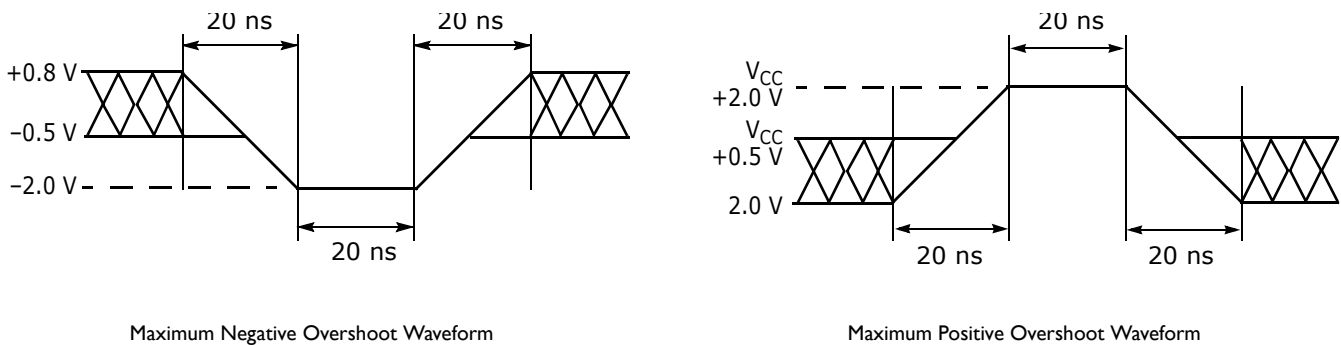 20 ns
20 ns
+0.8 V
–0.5 V
–2.0 V
20 ns
Maximum Negative Overshoot Waveform
20 ns
VCC
+2.0 V
VCC
+0.5 V
2.0 V
20 ns
20 ns
Maximum Positive Overshoot Waveform